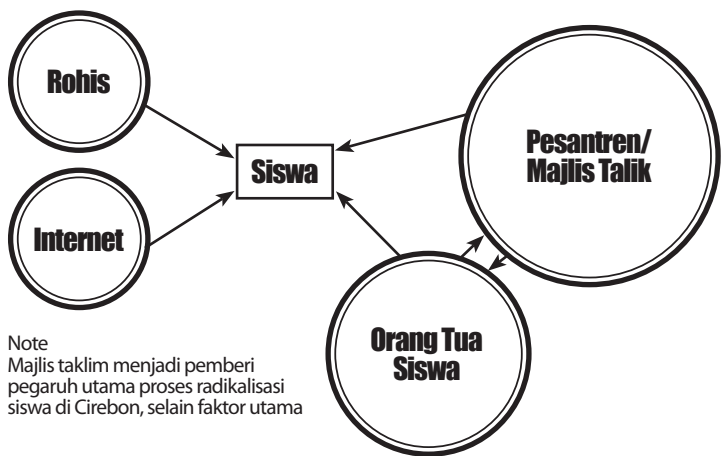 Rohis
Internet
Siswa
Pesantren/
Majlis Talik
Orang Tua
Siswa
Note
Majlis taklim menjadi pemberi
pegaruh utama proses radikalisasi
siswa di Cirebon, selain faktor utama